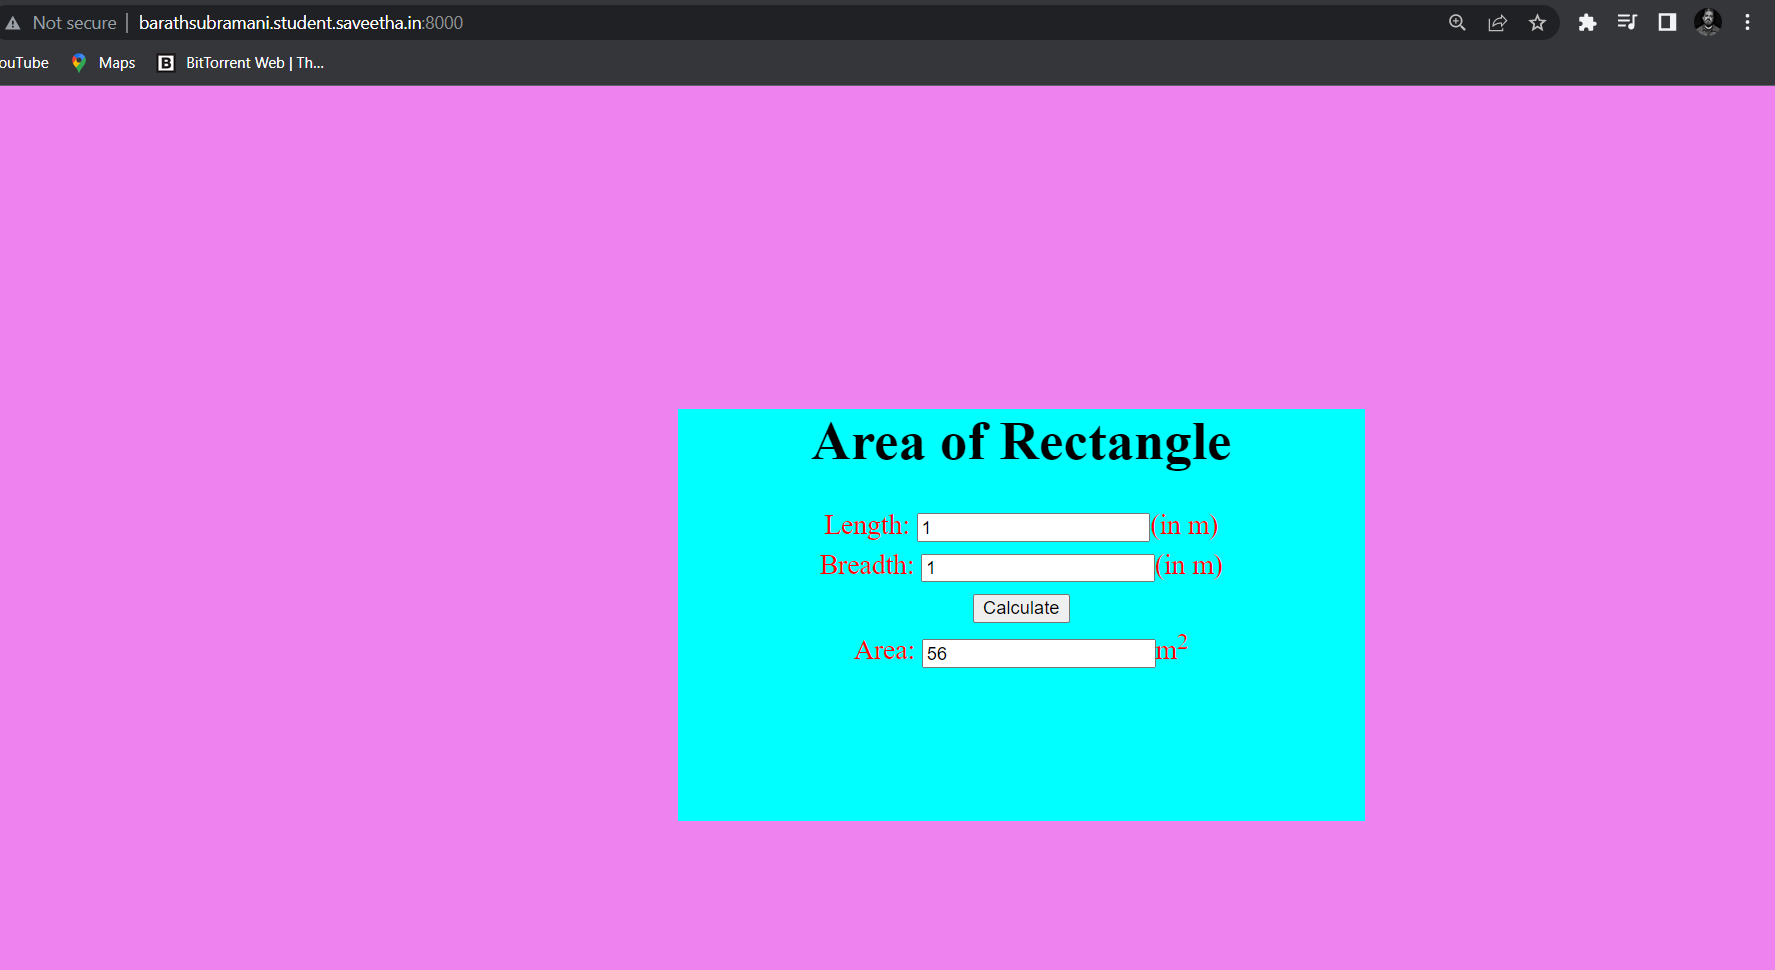 Not secure | barathsubramani.student.saveetha.in:8000
ouTube Maps B BitTorrent Web | Th...
Area of Rectangle
Length: 1 (in m)
Breadth: 1 (in m)
Calculate
Area: 56 m²